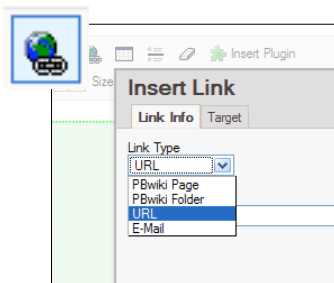 Insert Plugin
Size
Insert Link
Link Info Target
Link Type
URL
PBwiki Page
PBwiki Folder
URL
E-Mail